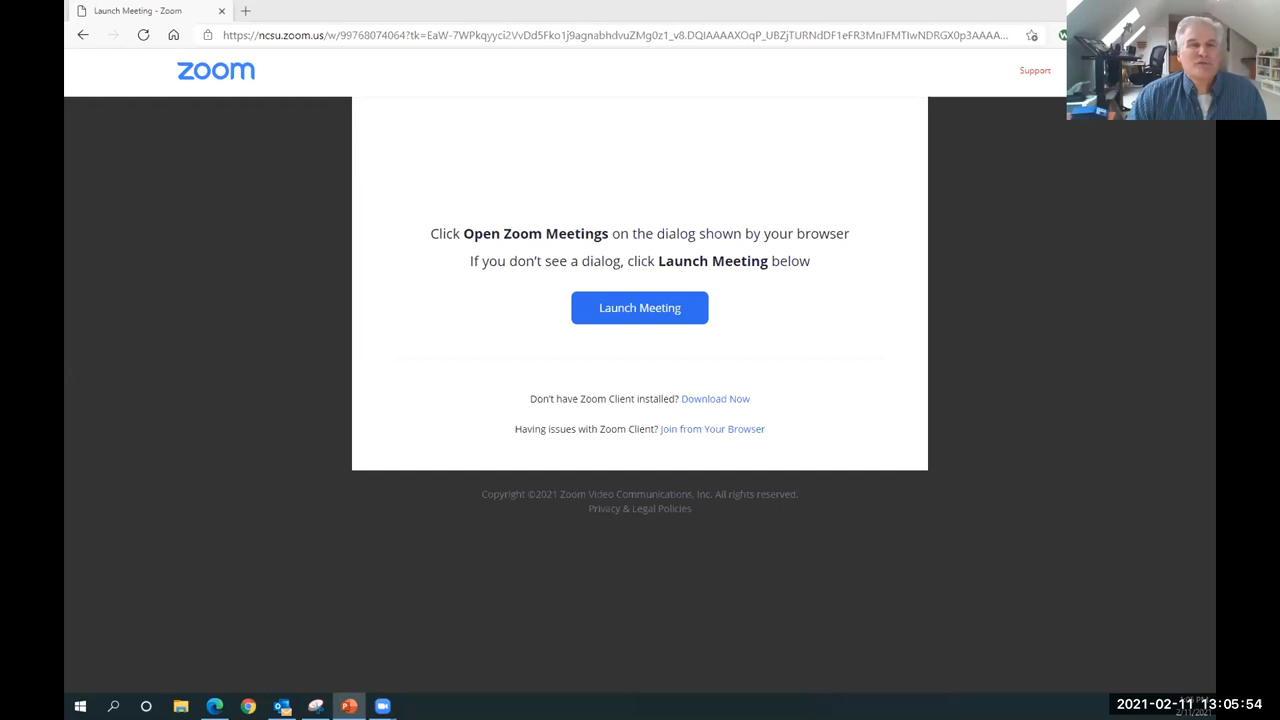 Launch Meeting - Zoom
https://ncsu.zoom.us/w/99768074064?tk=EaW-7WPkqyyci2VvDd5Fko1j9agnabhdvuZMg0z1_v8.DQIAAAAXOqP_UBZjTURNdDF1eFR3MnJFMTIwNDRGX0p3AAAA...
zoom
Support
Click Open Zoom Meetings on the dialog shown by your browser
If you don't see a dialog, click Launch Meeting below
Launch Meeting
Don't have Zoom Client installed? Download Now
Having issues with Zoom Client? Join from Your Browser
Copyright ©2021 Zoom Video Communications, Inc. All rights reserved.
Privacy & Legal Policies
2021-02-11 13:05:54
2/11/2021